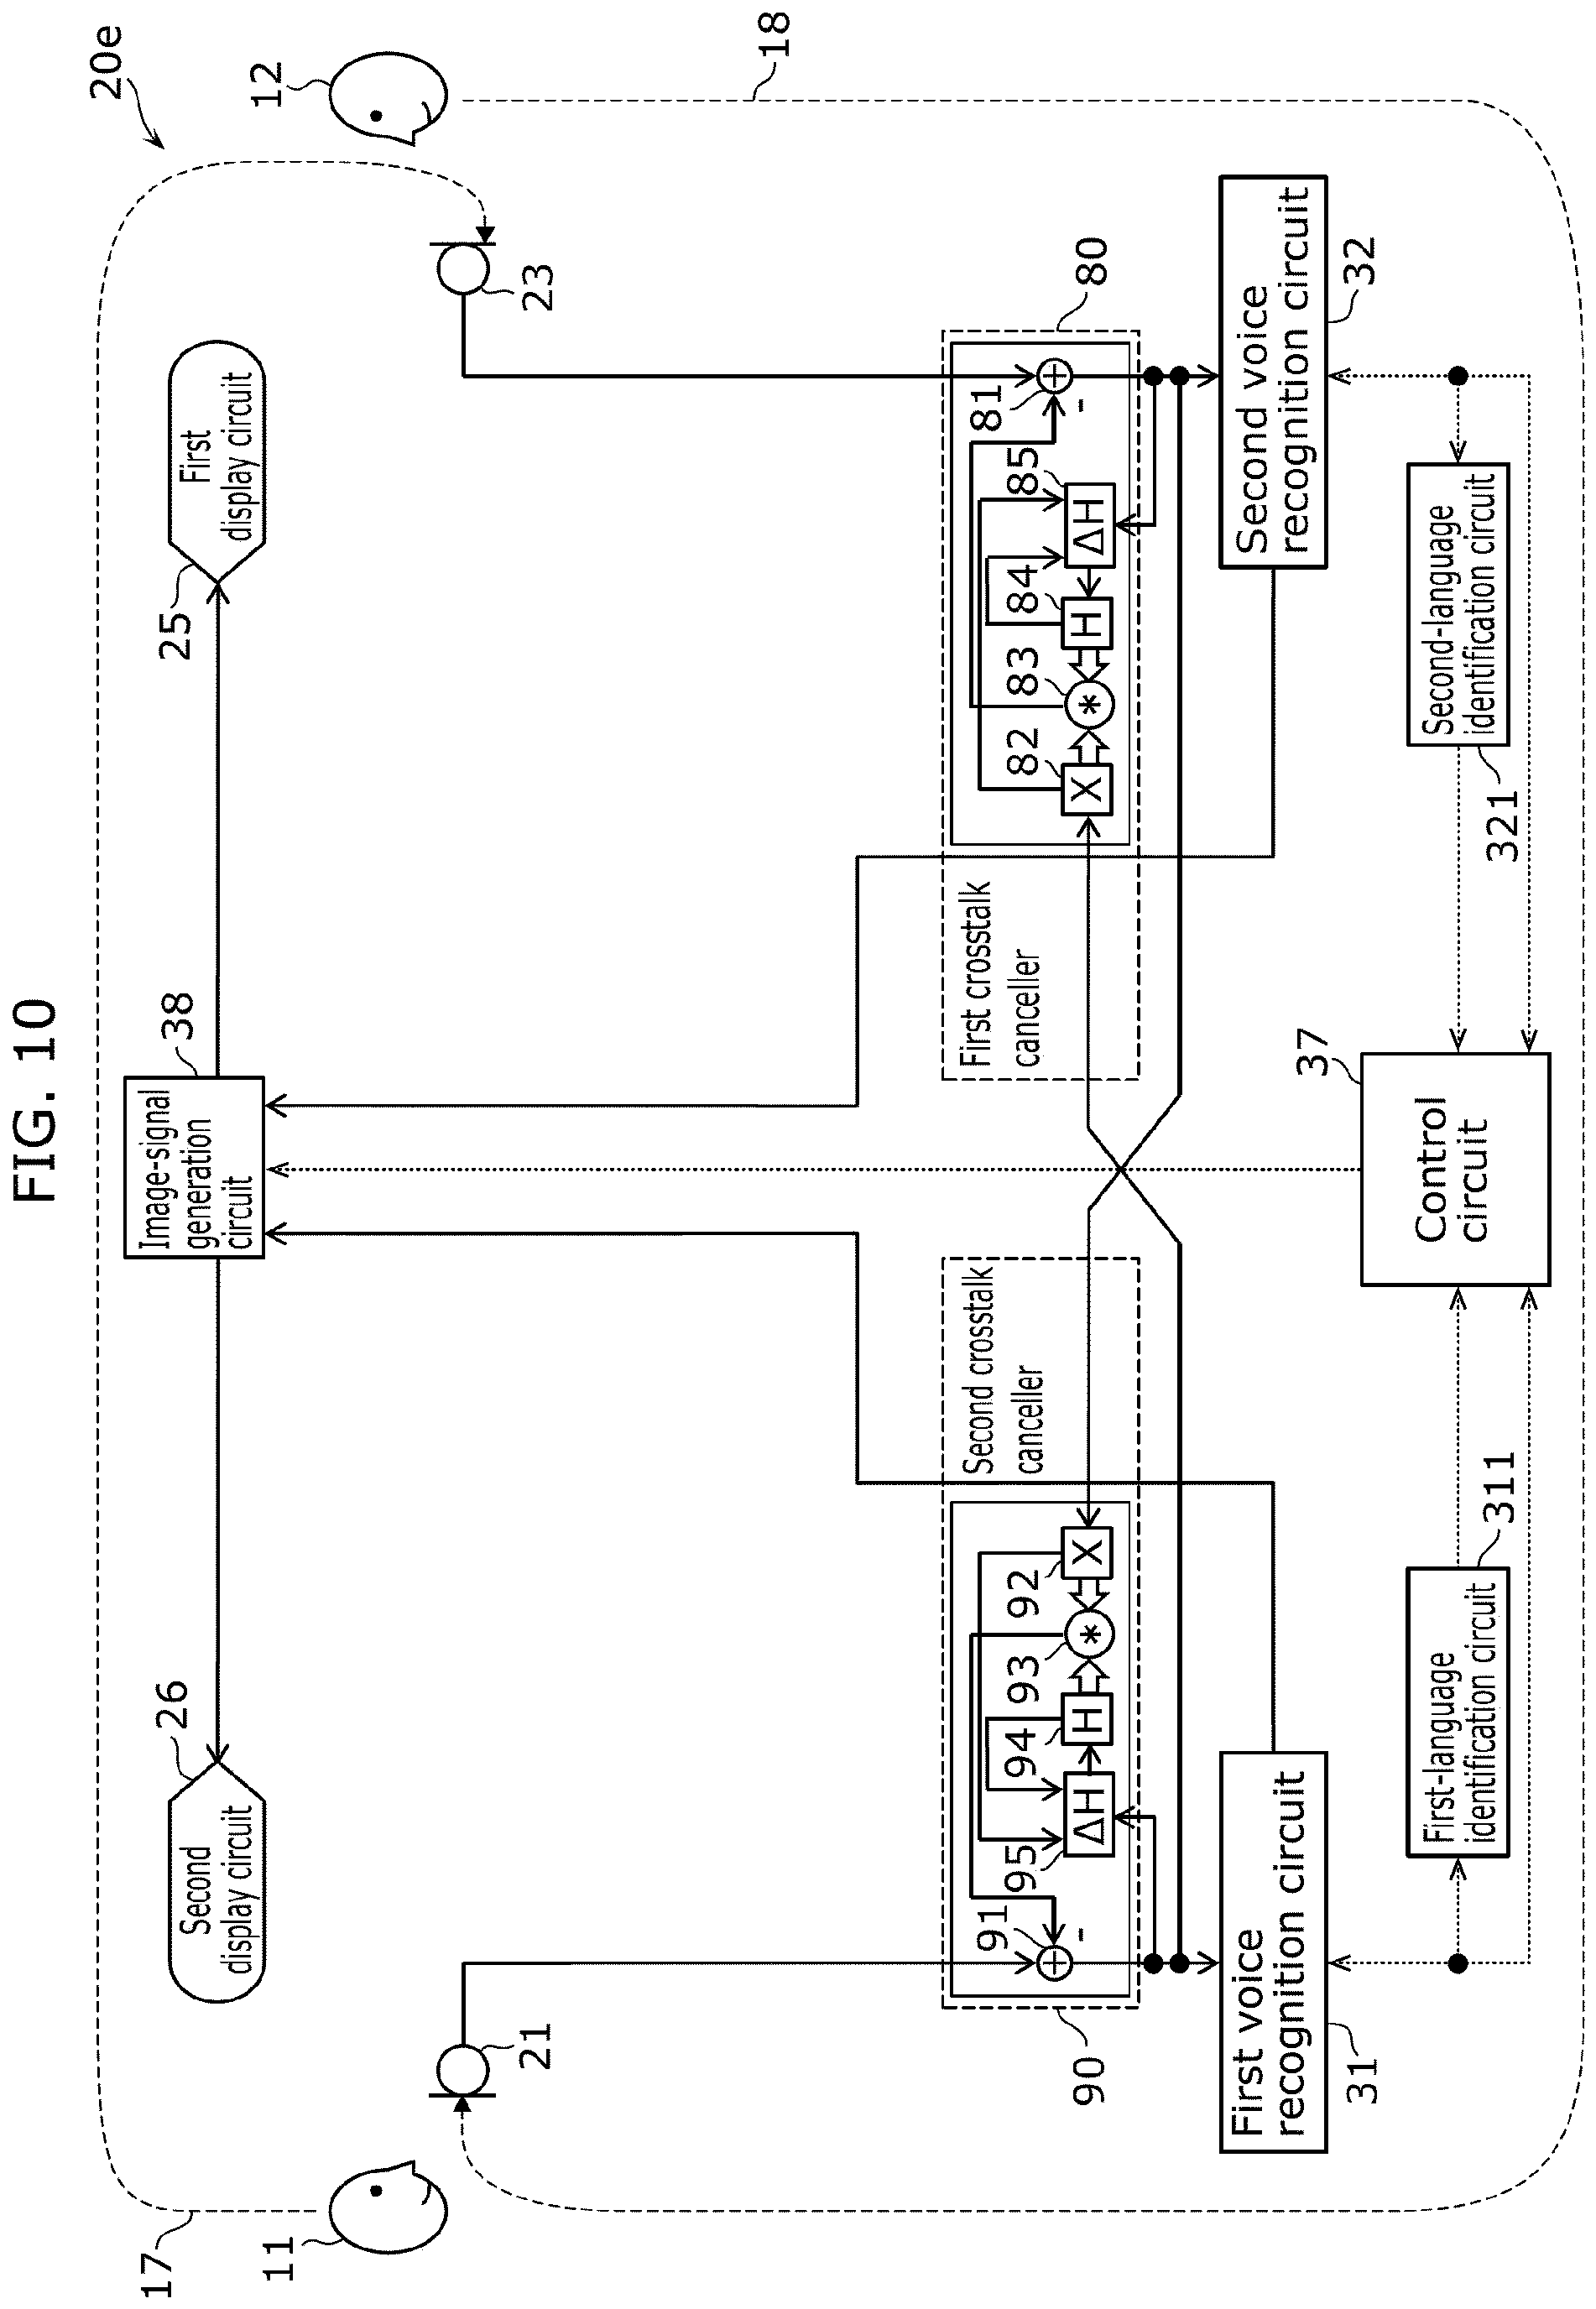 FIG. 10
20e
17
11
12
18
21
23
Second
display circuit
26
Image-signal
generation
circuit
38
First
display circuit
25
90
91
-
95
ΔH
94
H
93
*
92
X
Second crosstalk
canceller
First crosstalk
canceller
82
X
83
*
84
H
85
ΔH
81
-
80
First voice
recognition circuit
31
Second voice
recognition circuit
32
First-language
identification circuit
311
Control
circuit
37
Second-language
identification circuit
321